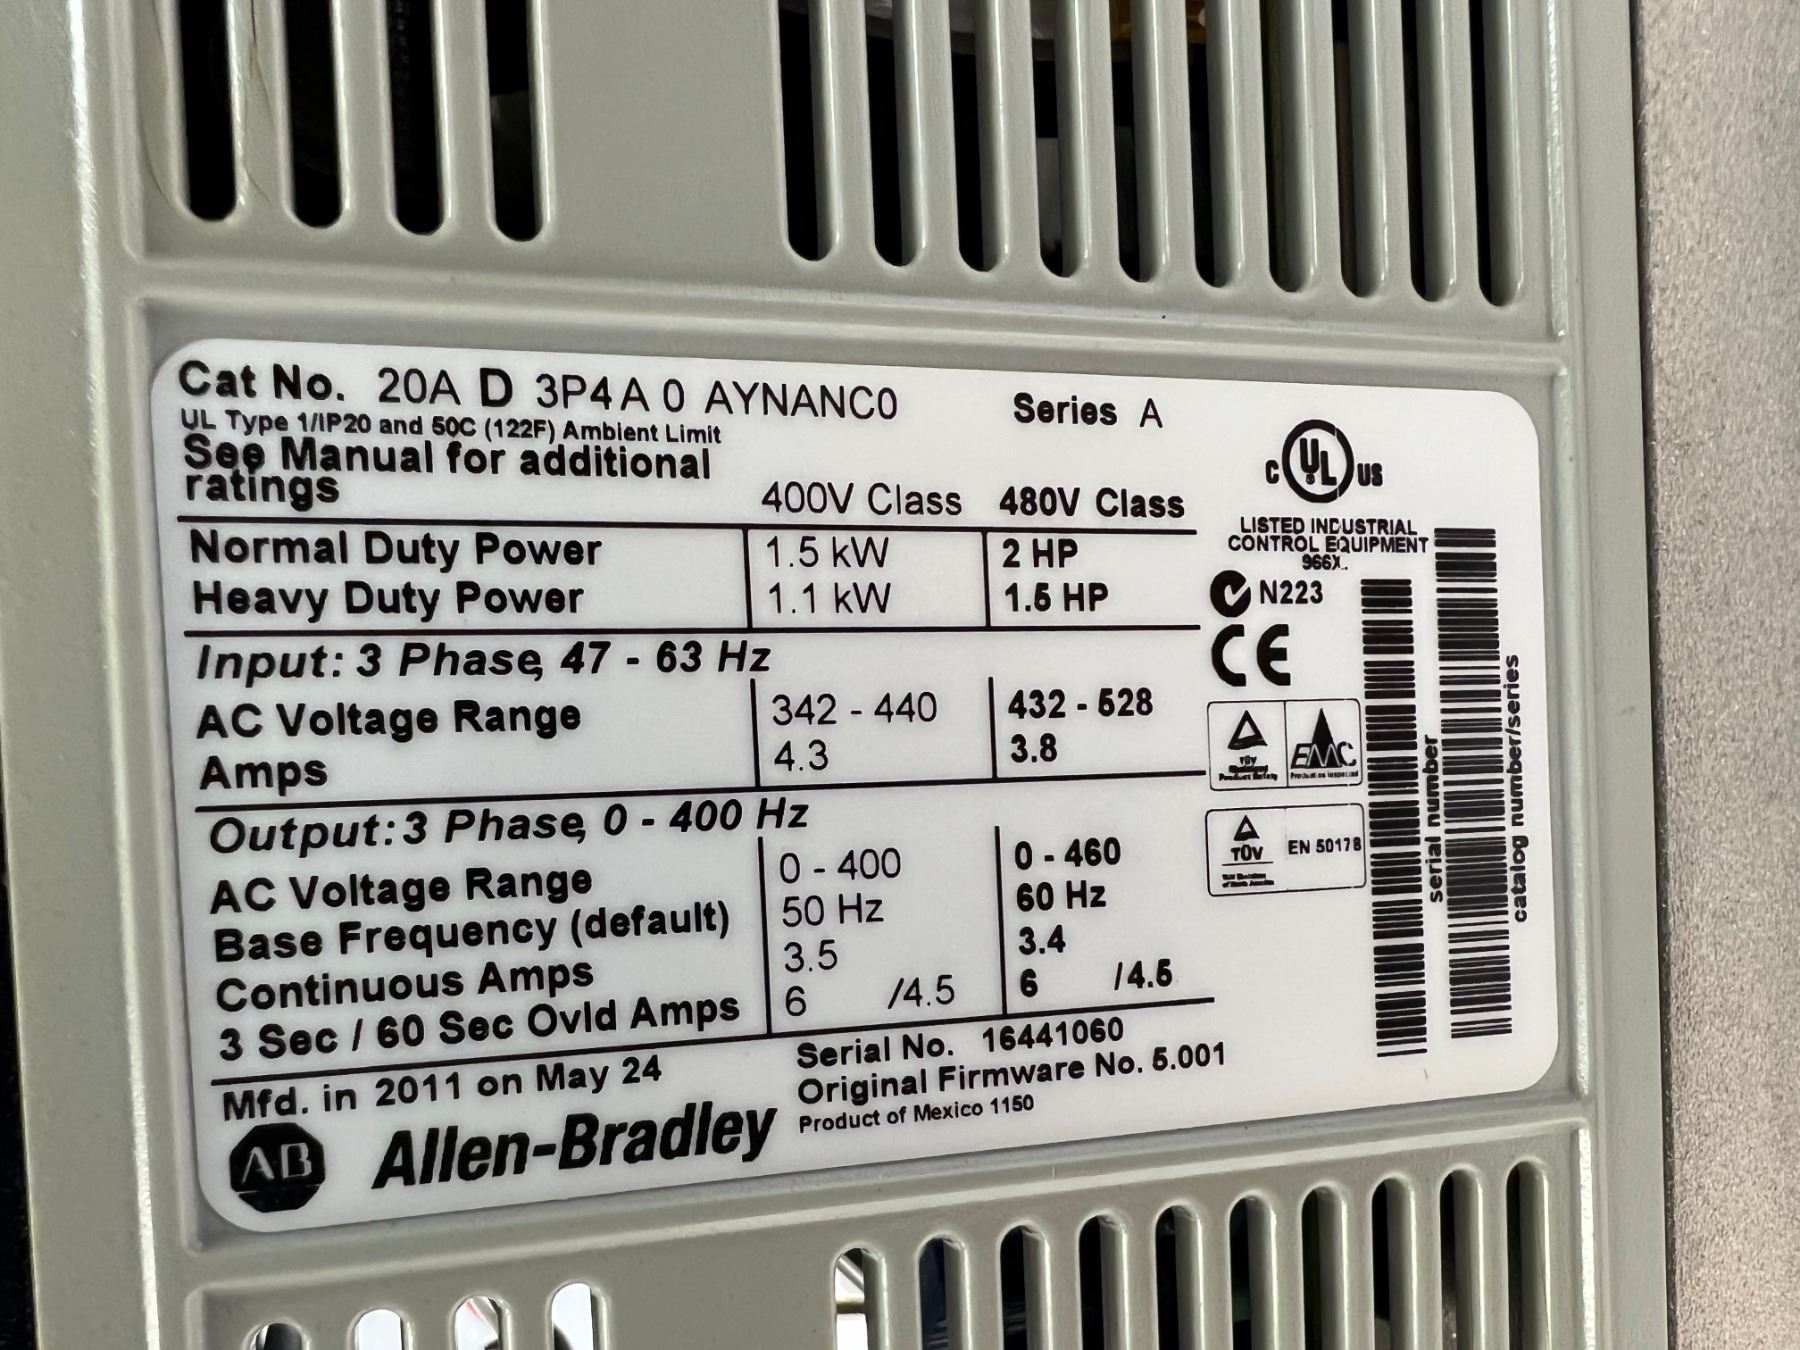 Cat No. 20A D 3P4 A 0 AYNANC0 Series A
UL Type 1/IP20 and 50C (122F) Ambient Limit
See Manual for additional
ratings 400V Class 480V Class
Normal Duty Power 1.5 kW 2 HP
Heavy Duty Power 1.1 kW 1.5 HP
Input: 3 Phase, 47 - 63 Hz
AC Voltage Range 342 - 440 432 - 528
Amps 4.3 3.8
Output: 3 Phase, 0 - 400 Hz
AC Voltage Range 0 - 400 0 - 460
Base Frequency (default) 50 Hz 60 Hz
Continuous Amps 3.5 3.4
3 Sec / 60 Sec Ovld Amps 6 /4.5 6 /4.5
Mfd. in 2011 on May 24
Serial No. 16441060
Original Firmware No. 5.001
Product of Mexico 1150
AB Allen-Bradley
C UL US
LISTED INDUSTRIAL
CONTROL EQUIPMENT
966X..
N223
CE
TÜV
EMC
TÜV EN 50178
serial number
catalog number/series